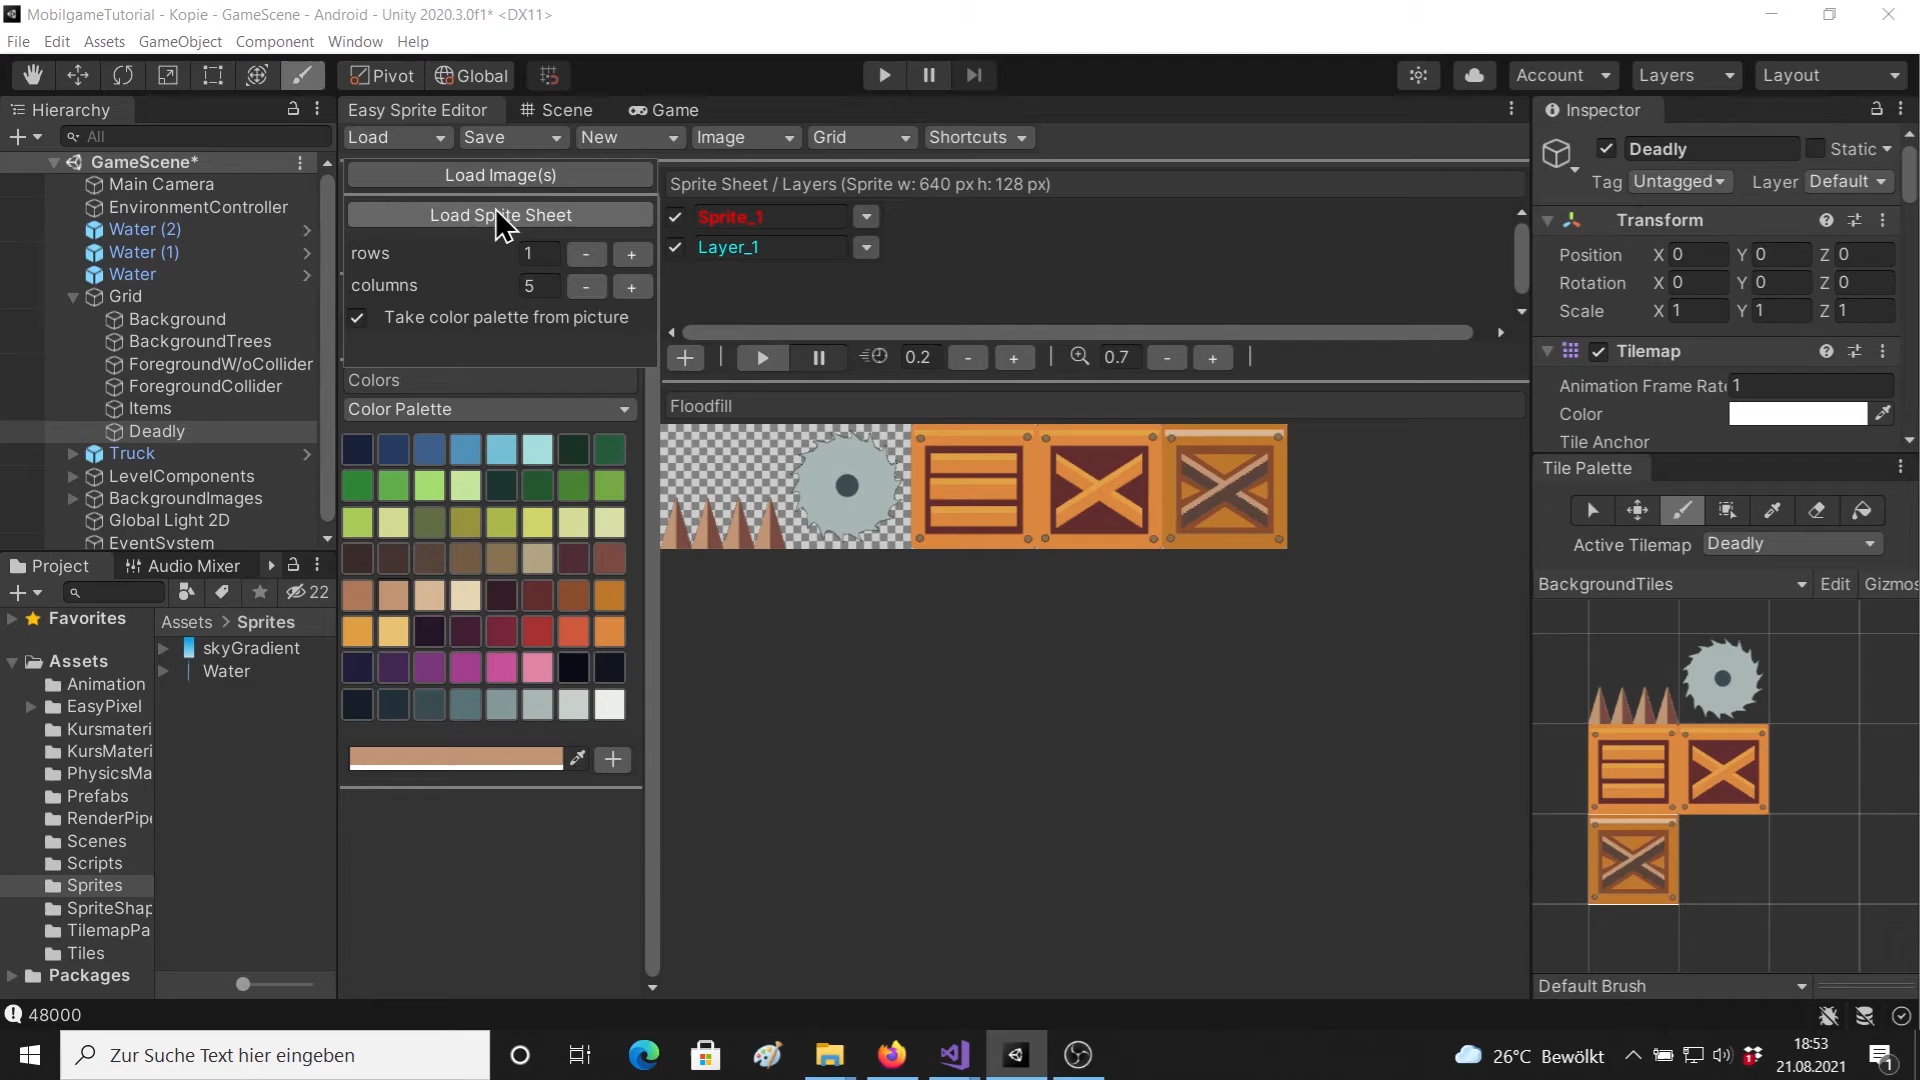 MobilgameTutorial - Kopie - GameScene - Android - Unity 2020.3.0f1* <DX11>
File Edit Assets GameObject Component Window Help
Pivot Global Account Layers Layout
Hierarchy
All
GameScene*
Main Camera
EnvironmentController
Water (2)
Water (1)
Water
Grid
Background
BackgroundTrees
ForegroundW/oCollider
ForegroundCollider
Items
Deadly
Truck
LevelComponents
BackgroundImages
Global Light 2D
EventSystem
Easy Sprite Editor Scene Game
Load Save New Image Grid Shortcuts
Load Image(s)
Load Sprite Sheet
rows 1 - +
columns 5 - +
Take color palette from picture
Colors
Color Palette
Sprite Sheet / Layers (Sprite w: 640 px h: 128 px)
Sprite_1
Layer_1
0.2 - + 0.7 - +
Floodfill
Inspector
Deadly Static
Tag Untagged Layer Default
Transform
Position X 0 Y 0 Z 0
Rotation X 0 Y 0 Z 0
Scale X 1 Y 1 Z 1
Tilemap
Animation Frame Rate 1
Color
Tile Anchor
Tile Palette
Active Tilemap Deadly
BackgroundTiles Edit Gizmos
Default Brush
Project Audio Mixer
22
Favorites
Assets
Animation
EasyPixel
Kursmateri
KursMateri
PhysicsMa
Prefabs
RenderPipe
Scenes
Scripts
Sprites
SpriteShap
TilemapPa
Tiles
Packages
Assets > Sprites
skyGradient
Water
48000
Zur Suche Text hier eingeben
26°C Bewölkt
18:53
21.08.2021
1